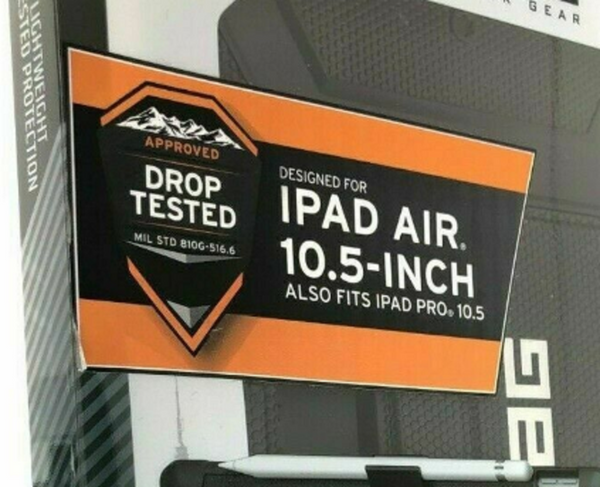 GEAR
LIGHTWEIGHT
PROTECTION
APPROVED
DROP
TESTED
MIL STD 810G-516.6
DESIGNED FOR
IPAD AIR®
10.5-INCH
ALSO FITS IPAD PRO® 10.5